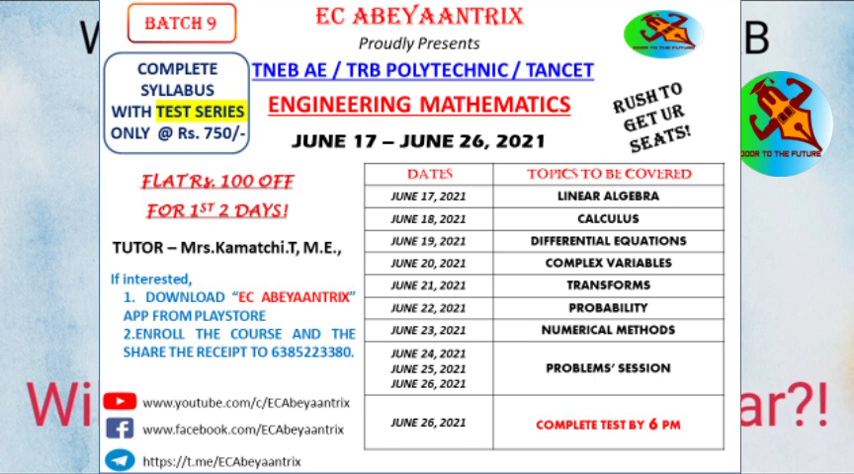 BATCH 9
EC ABEYAANTRIX
Proudly Presents
TNEB AE / TRB POLYTECHNIC / TANCET
ENGINEERING MATHEMATICS
JUNE 17 – JUNE 26, 2021
COMPLETE
SYLLABUS
WITH TEST SERIES
ONLY @ Rs. 750/-
DOOR TO THE FUTURE
RUSH TO
GET UR
SEATS!
B
DOOR TO THE FUTURE
FLAT Rs. 100 OFF
FOR 1ST 2 DAYS!
TUTOR – Mrs.Kamatchi.T, M.E.,
If interested,
1. DOWNLOAD “EC ABEYAANTRIX”
APP FROM PLAYSTORE
2.ENROLL THE COURSE AND THE
SHARE THE RECEIPT TO 6385223380.
DATES TOPICS TO BE COVERED
JUNE 17, 2021 LINEAR ALGEBRA
JUNE 18, 2021 CALCULUS
JUNE 19, 2021 DIFFERENTIAL EQUATIONS
JUNE 20, 2021 COMPLEX VARIABLES
JUNE 21, 2021 TRANSFORMS
JUNE 22, 2021 PROBABILITY
JUNE 23, 2021 NUMERICAL METHODS
JUNE 24, 2021
JUNE 25, 2021 PROBLEMS’ SESSION
JUNE 26, 2021
JUNE 26, 2021 COMPLETE TEST BY 6 PM
Wi
ar?!
www.youtube.com/c/ECAbeyaantrix
www.facebook.com/ECAbeyaantrix
https://t.me/ECAbeyaantrix